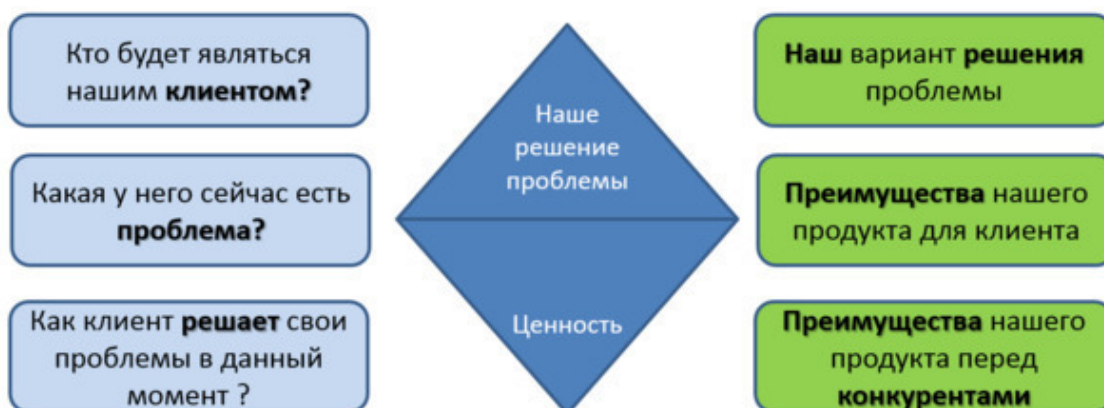 Кто будет являться
нашим клиентом?
Какая у него сейчас есть
проблема?
Как клиент решает свои
проблемы в данный
момент ?
Наше
решение
проблемы
Ценность
Наш вариант решения
проблемы
Преимущества нашего
продукта для клиента
Преимущества нашего
продукта перед
конкурентами